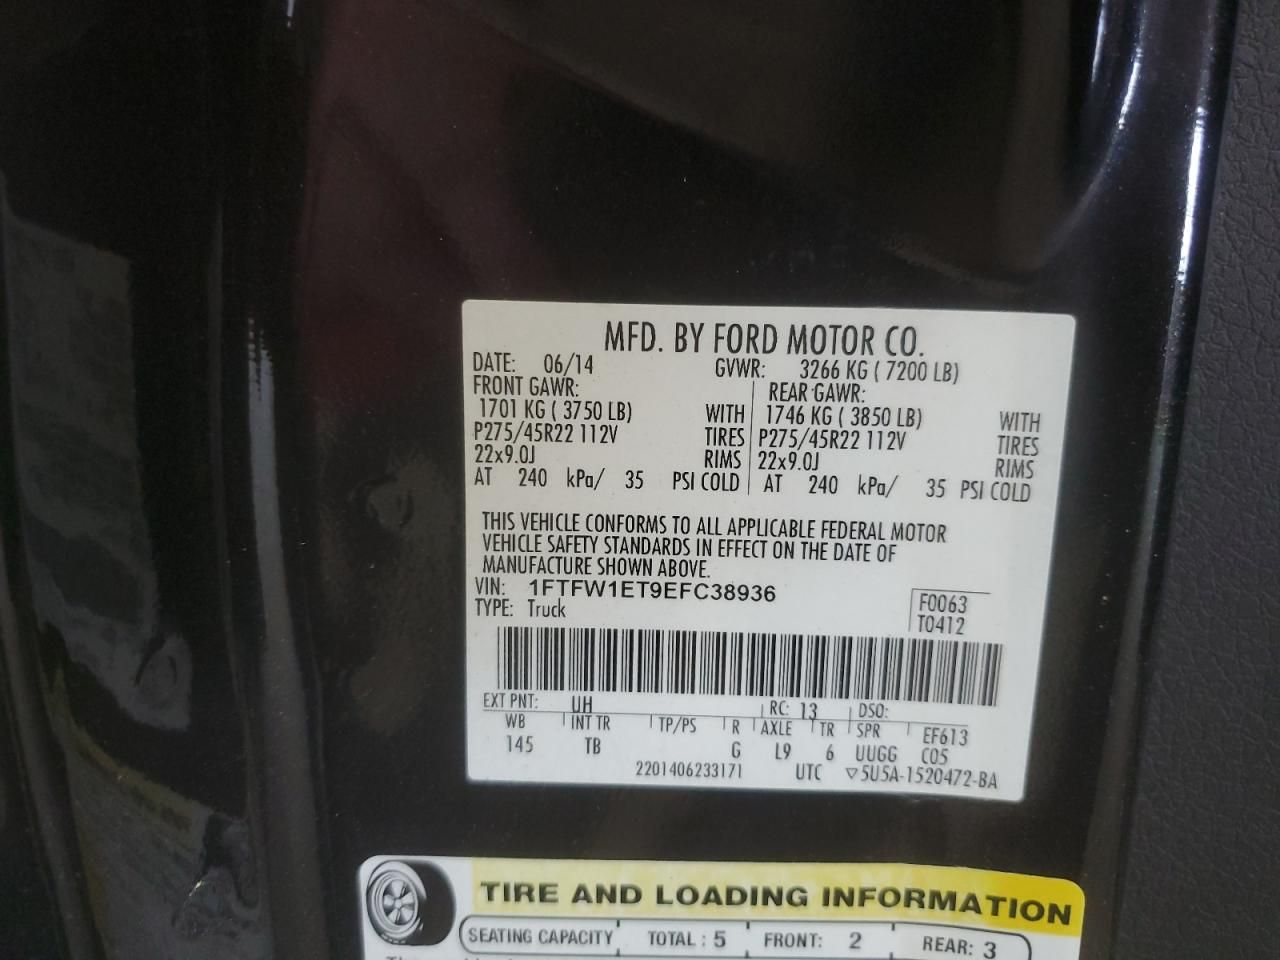 MFD. BY FORD MOTOR CO.
DATE: 06/14 GVWR: 3266 KG ( 7200 LB)
FRONT GAWR: REAR GAWR:
1701 KG ( 3750 LB) WITH 1746 KG ( 3850 LB) WITH
P275/45R22 112V TIRES P275/45R22 112V TIRES
22x9.0J RIMS 22x9.0J RIMS
AT 240 kPa/ 35 PSI COLD AT 240 kPa/ 35 PSI COLD
THIS VEHICLE CONFORMS TO ALL APPLICABLE FEDERAL MOTOR
VEHICLE SAFETY STANDARDS IN EFFECT ON THE DATE OF
MANUFACTURE SHOWN ABOVE.
VIN: 1FTFW1ET9EFC38936 F0063
TYPE: Truck T0412
EXT PNT: UH RC: 13 DSO:
WB INT TR TP/PS R AXLE TR SPR EF613
145 TB G L9 6 UUGG C05
2201406233171 UTC ▽5U5A-1520472-BA
TIRE AND LOADING INFORMATION
SEATING CAPACITY TOTAL : 5 FRONT: 2 REAR: 3